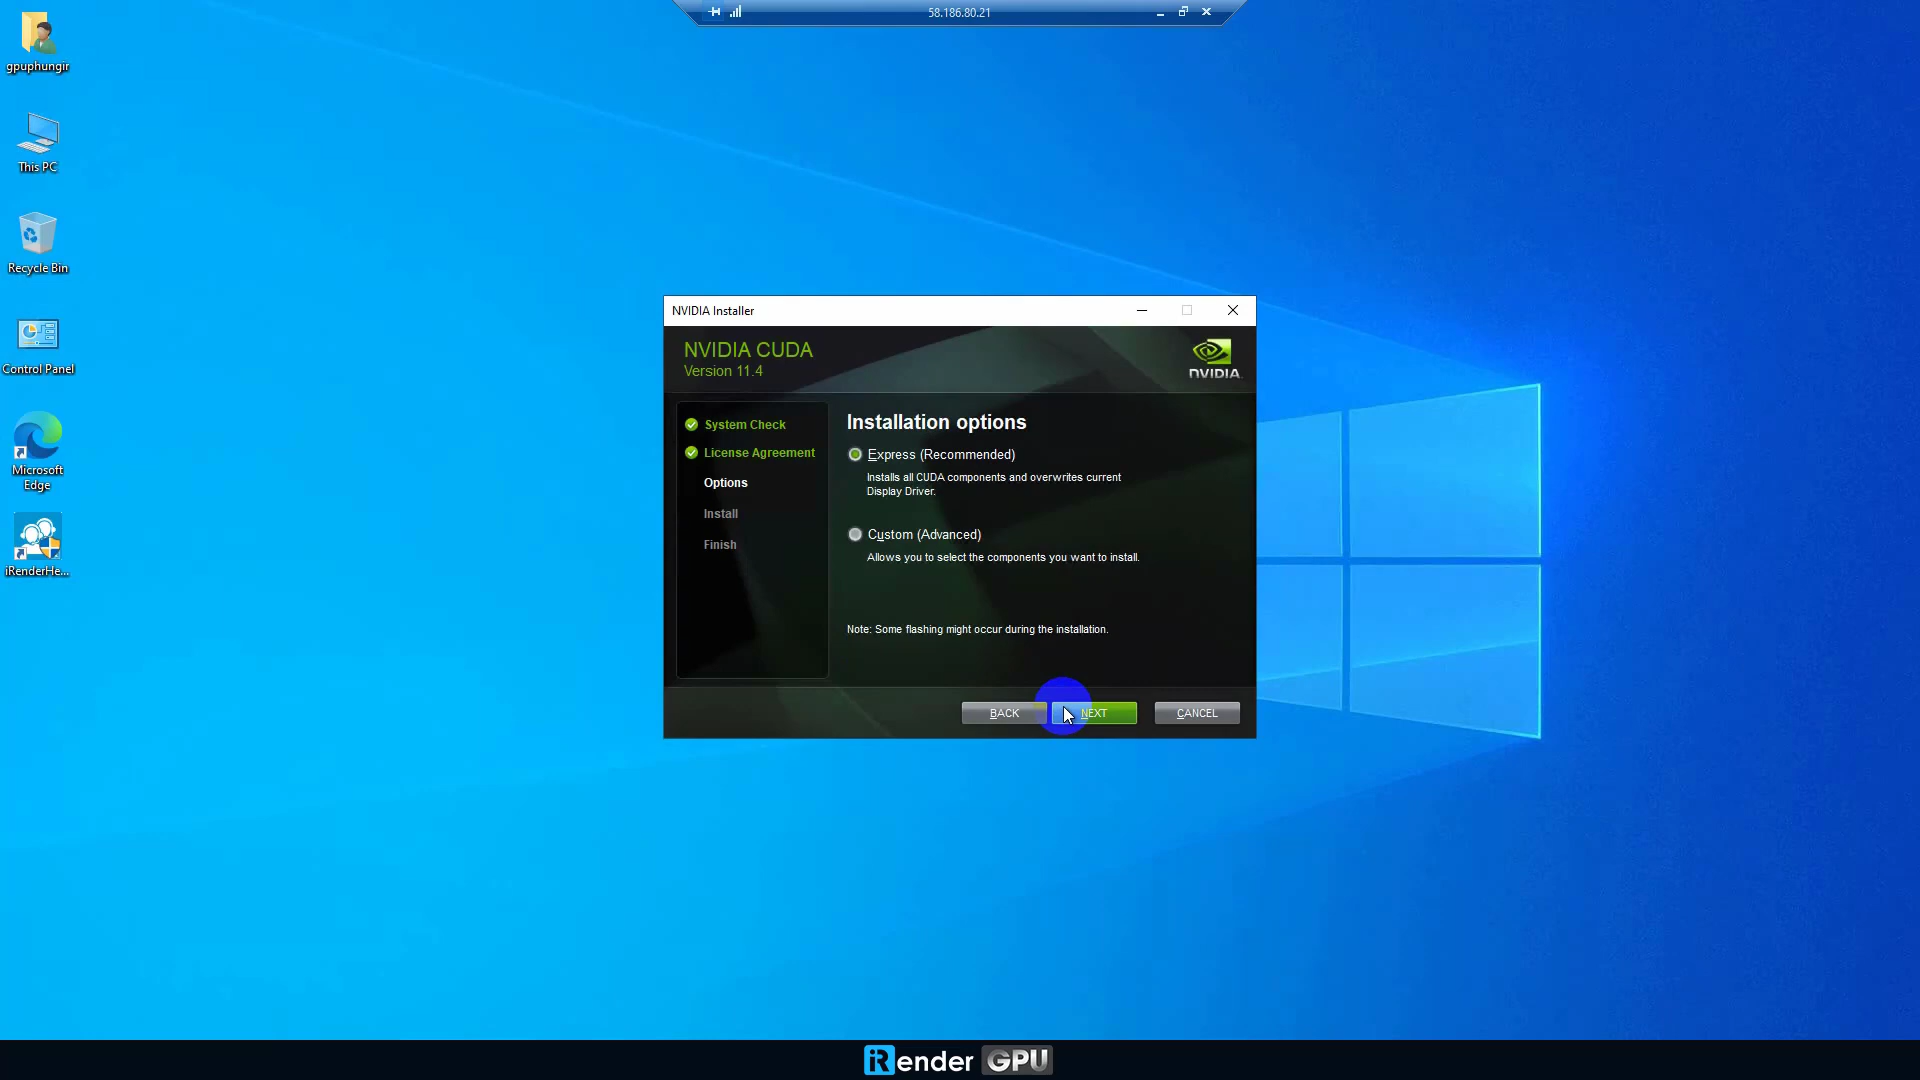 58.186.80.21
gpuphungir
This PC
Recycle Bin
Control Panel
Microsoft
Edge
iRenderHe...
NVIDIA Installer
NVIDIA CUDA
Version 11.4
NVIDIA.
System Check
License Agreement
Options
Install
Finish
Installation options
Express (Recommended)
Installs all CUDA components and overwrites current
Display Driver.
Custom (Advanced)
Allows you to select the components you want to install.
Note: Some flashing might occur during the installation.
BACK
NEXT
CANCEL
iRender GPU